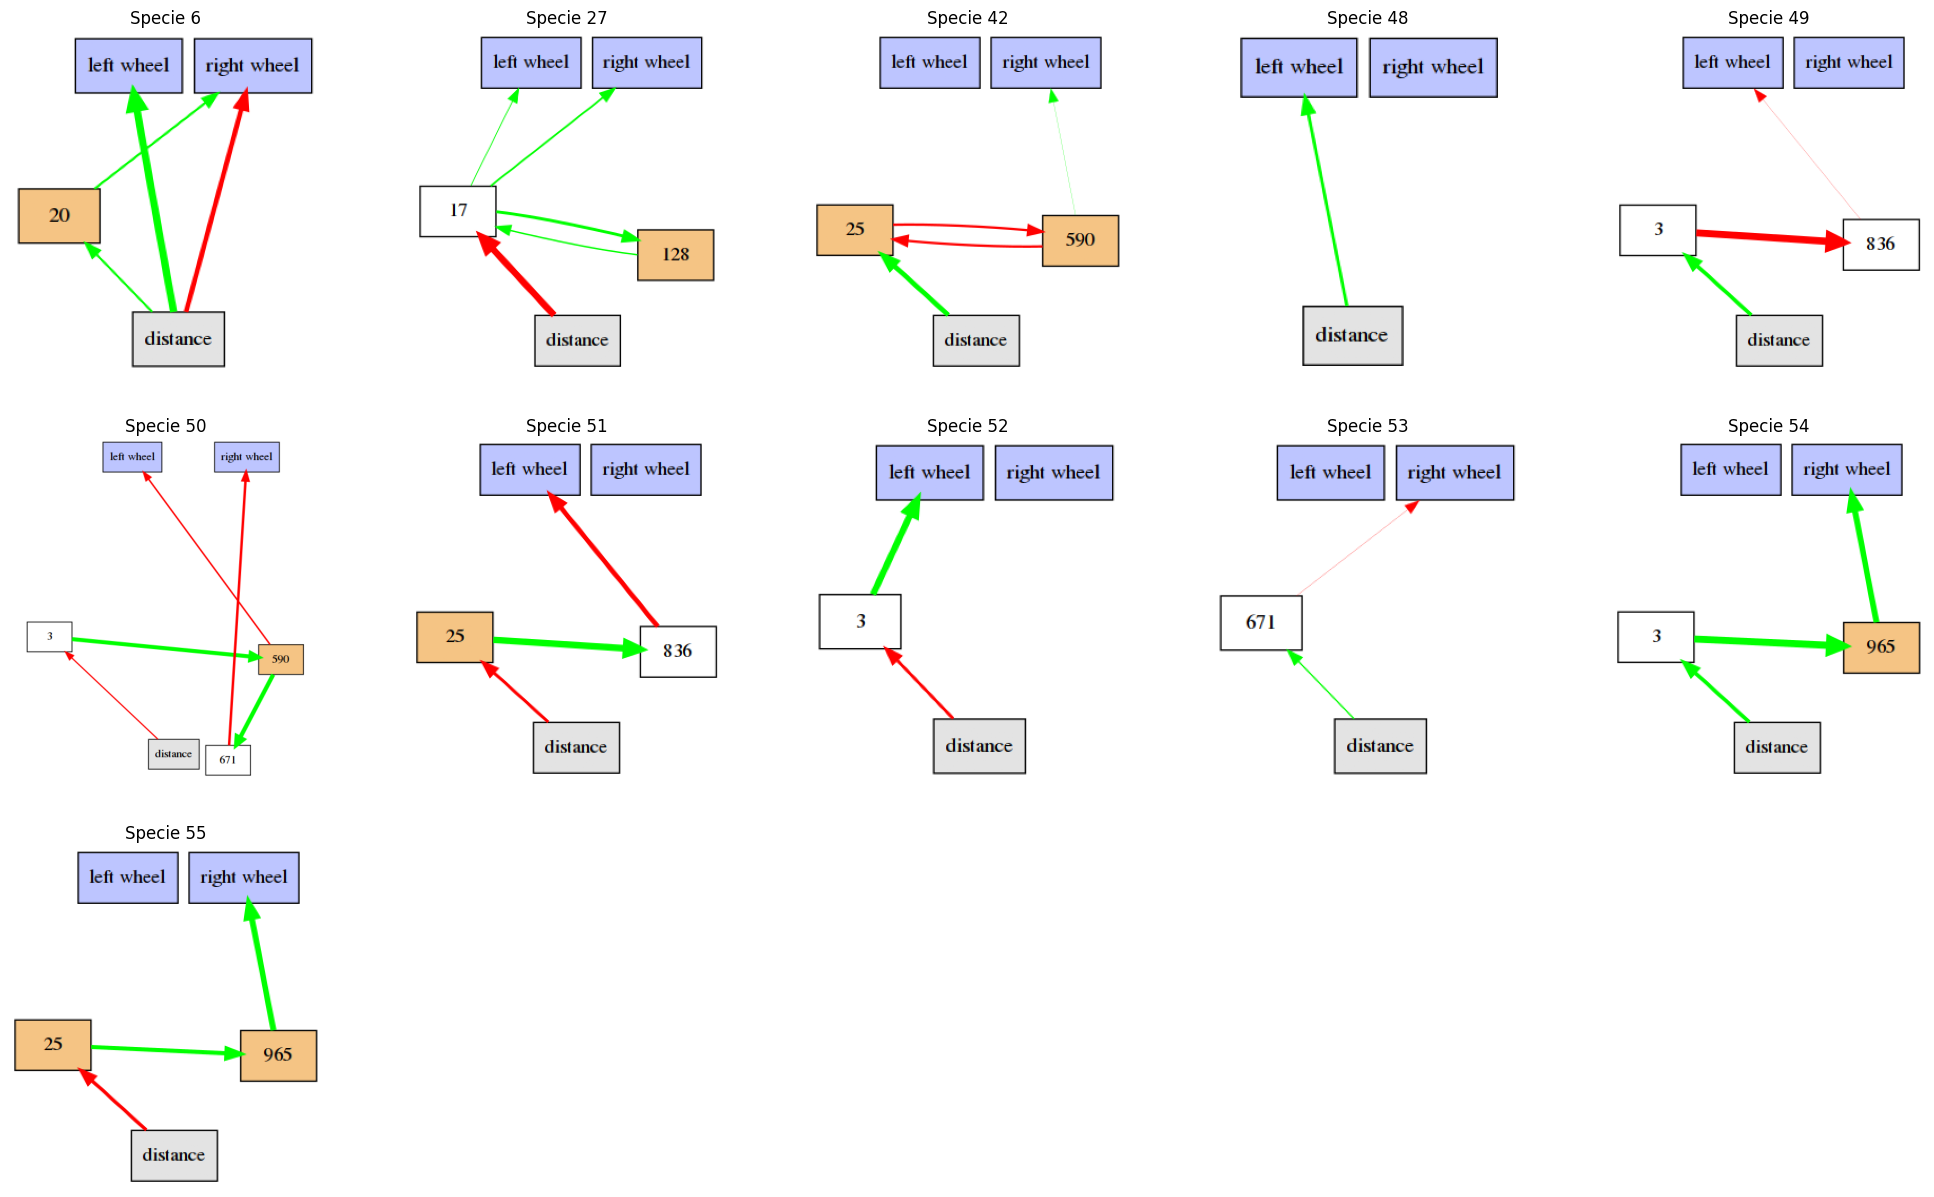 Specie 6
left wheel
right wheel
20
distance
Specie 27
left wheel
right wheel
17
128
distance
Specie 42
left wheel
right wheel
25
590
distance
Specie 48
left wheel
right wheel
distance
Specie 49
left wheel
right wheel
3
836
distance
Specie 50
left wheel
right wheel
3
590
distance
671
Specie 51
left wheel
right wheel
25
836
distance
Specie 52
left wheel
right wheel
3
distance
Specie 53
left wheel
right wheel
671
distance
Specie 54
left wheel
right wheel
3
965
distance
Specie 55
left wheel
right wheel
25
965
distance